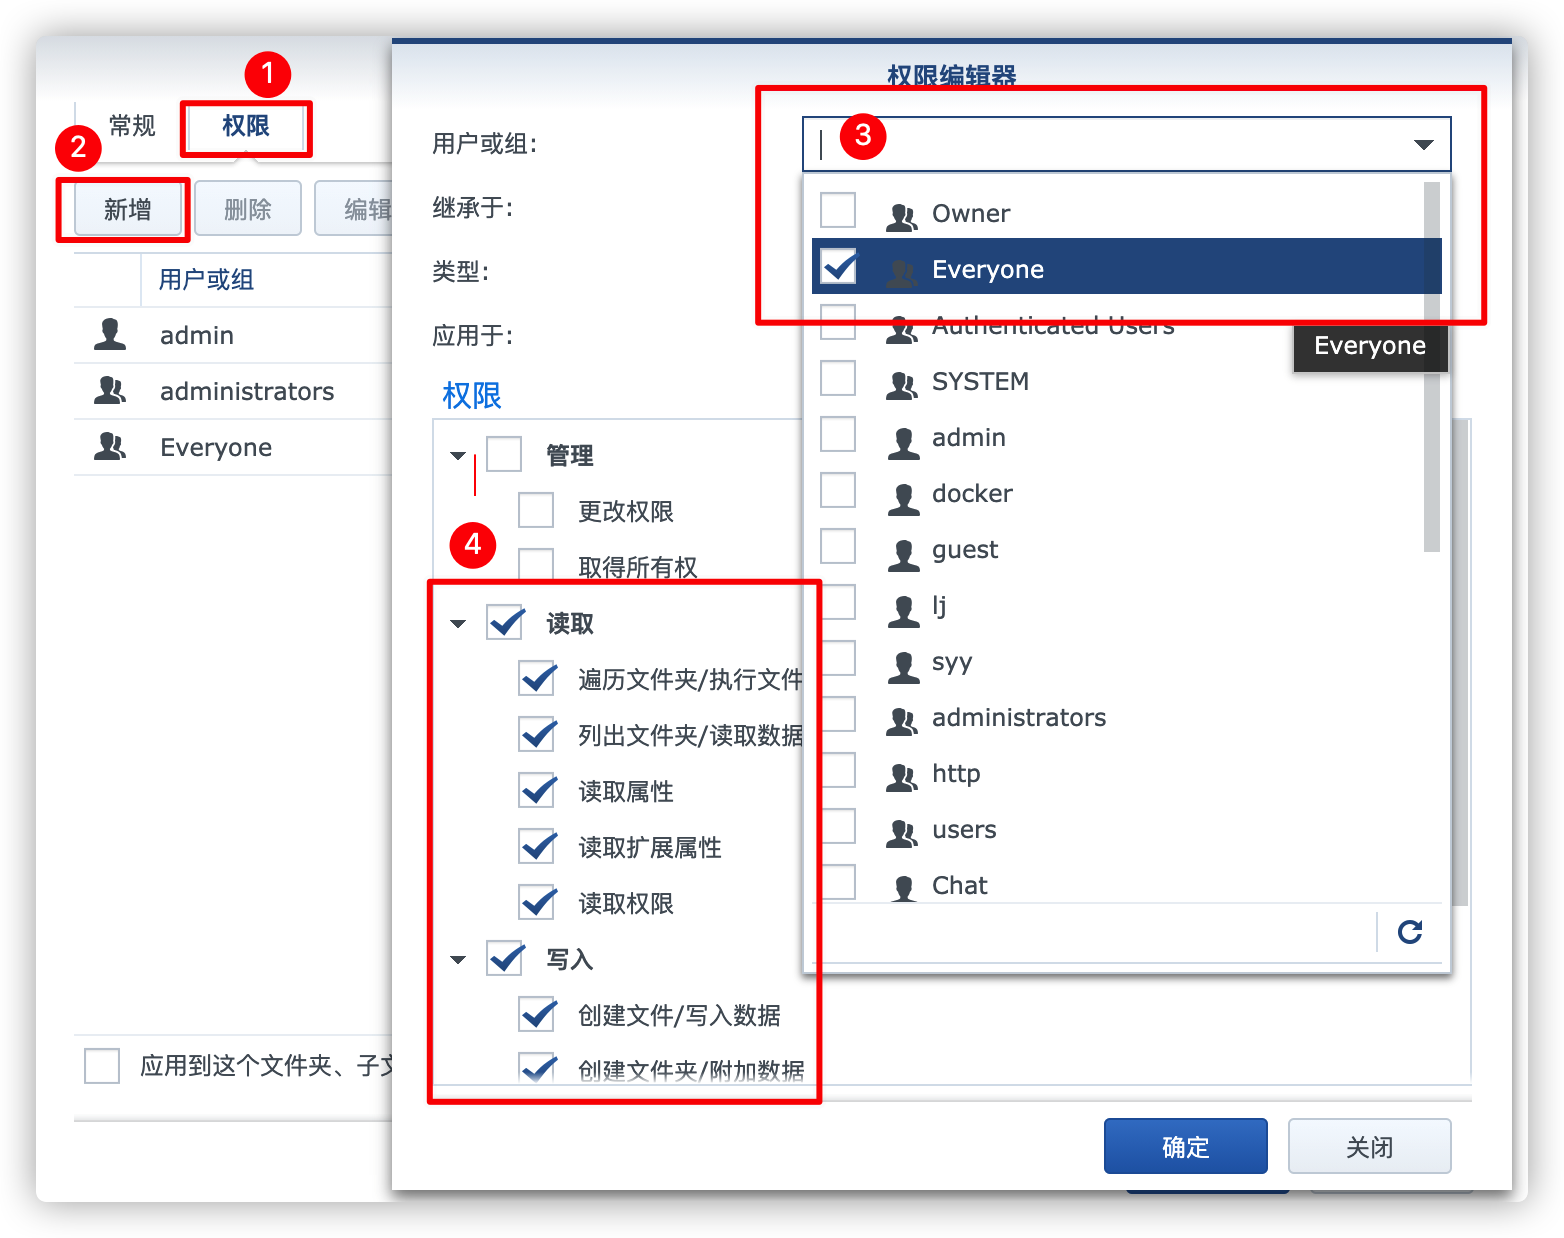 1
常规
权限
2
新增
删除
编辑
用户或组
admin
administrators
Everyone
应用到这个文件夹、子文
权限编辑器
用户或组:
3
继承于:
类型:
应用于:
Owner
Everyone
Authenticated Users
Everyone
SYSTEM
admin
docker
guest
lj
syy
administrators
http
users
Chat
权限
管理
更改权限
4
取得所有权
读取
遍历文件夹/执行文件
列出文件夹/读取数据
读取属性
读取扩展属性
读取权限
写入
创建文件/写入数据
创建文件夹/附加数据
确定
关闭